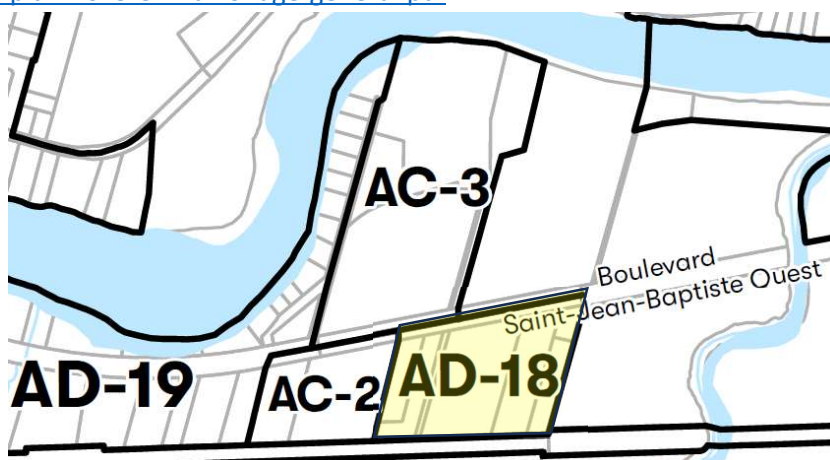 AC-3
Boulevard
Saint-Jean-Baptiste Ouest
AD-19
AC-2
AD-18